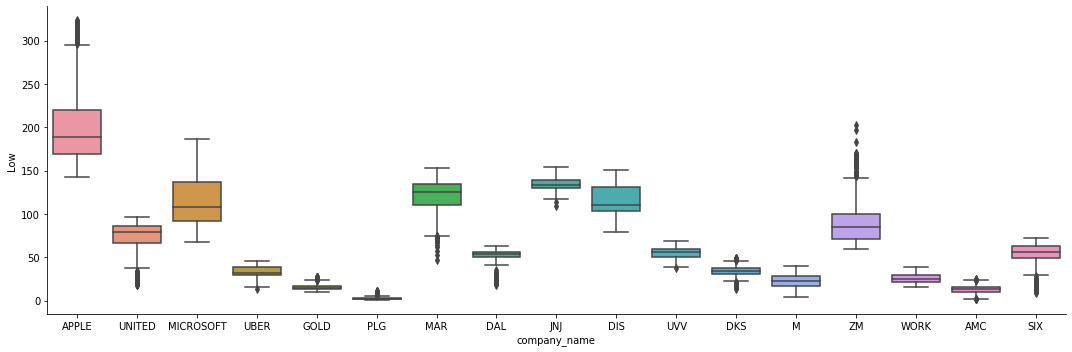 300
250
200
150
100
50
0
Low
APPLE UNITED MICROSOFT UBER GOLD PLG MAR DAL JNJ DIS UVV DKS M ZM WORK AMC SIX
company_name